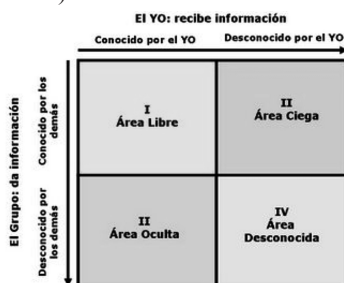 El YO: recibe información
Conocido por el YO
Desconocido por el YO
El Grupo: da información
Conocido por los
demás
Desconocido por
los demás
I
Área Libre
II
Área Ciega
II
Área Oculta
IV
Área
Desconocida